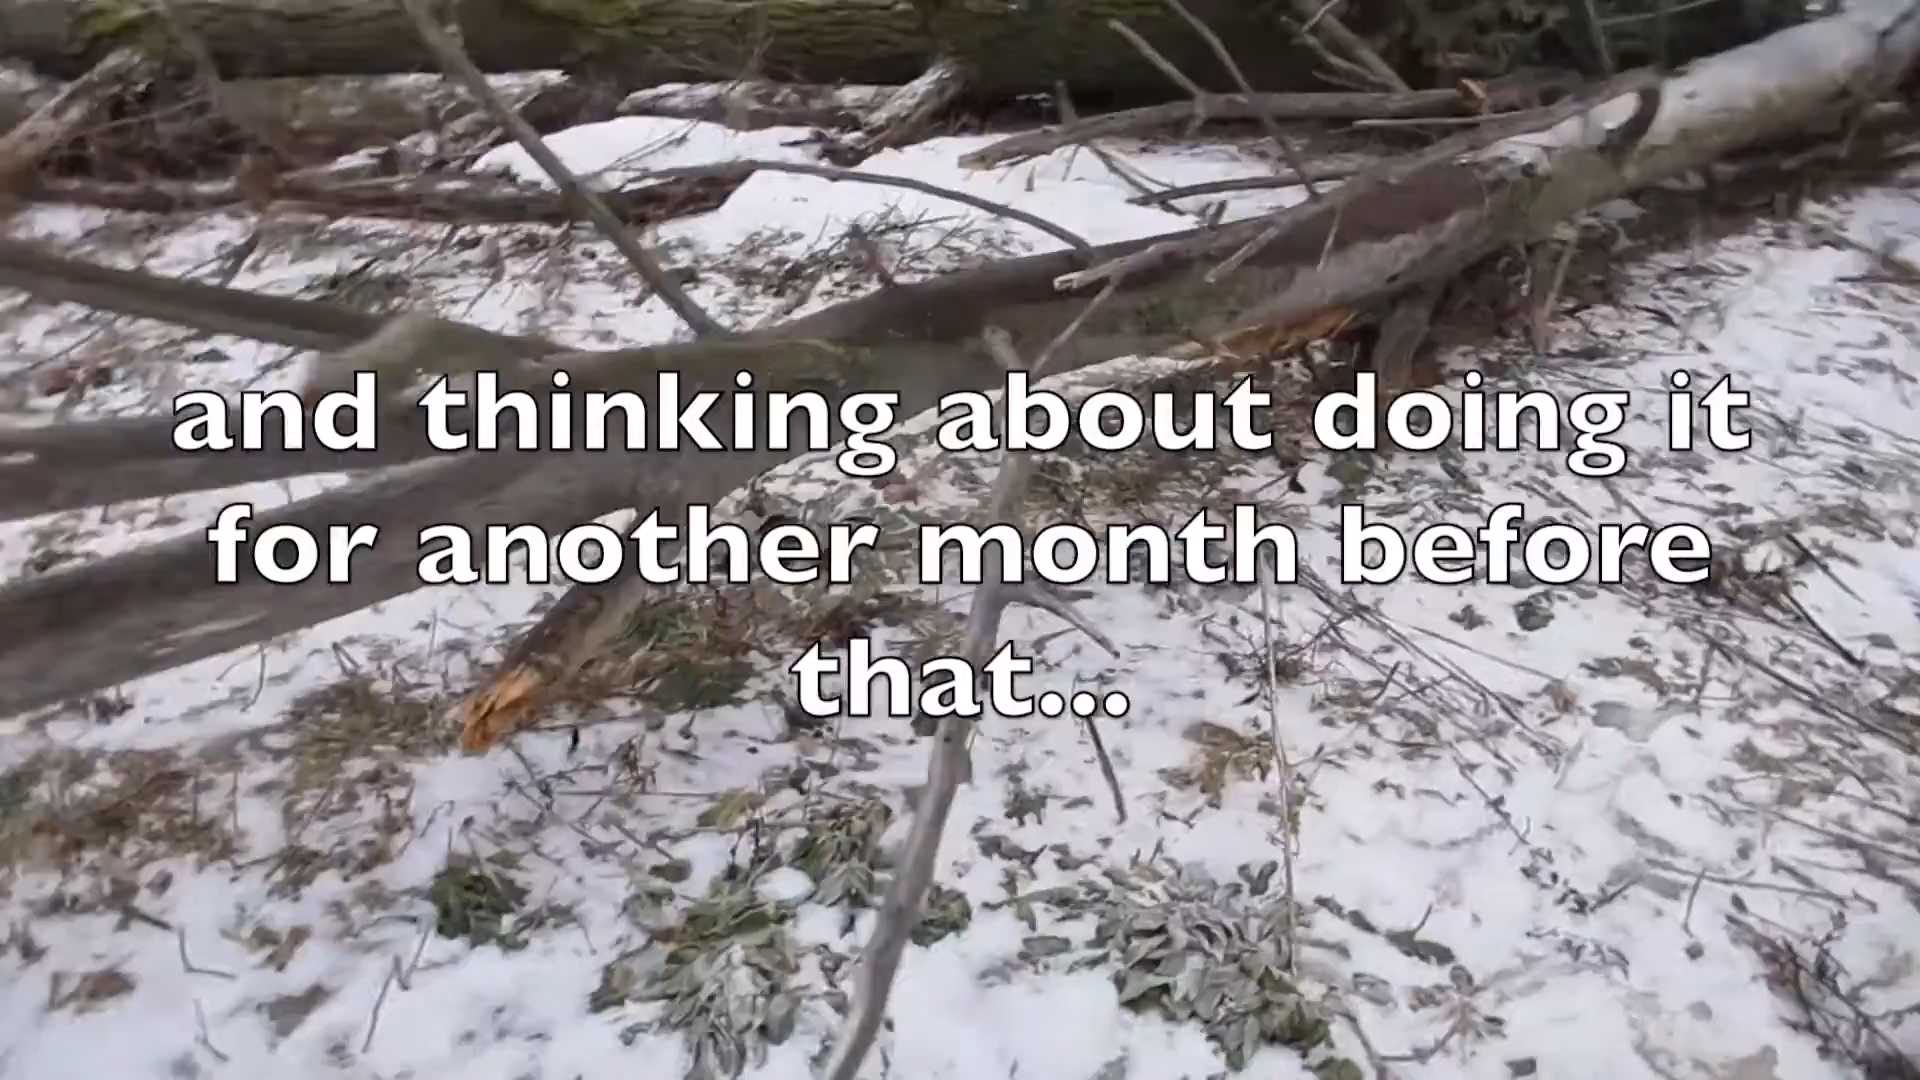 and thinking about doing it
for another month before
that...